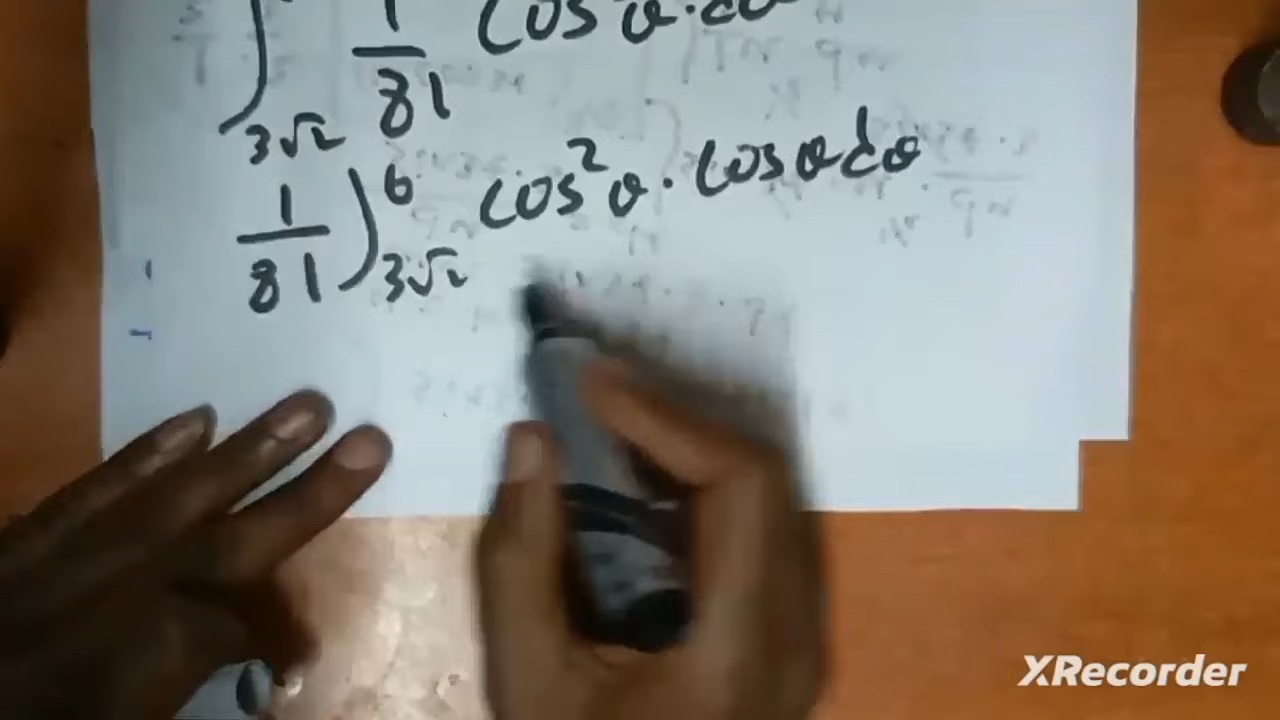 ∫_{3√2} 1/81 cos θ·dθ
1/81 ∫_{3√2}^{6} cos²θ·cosθdθ
XRecorder